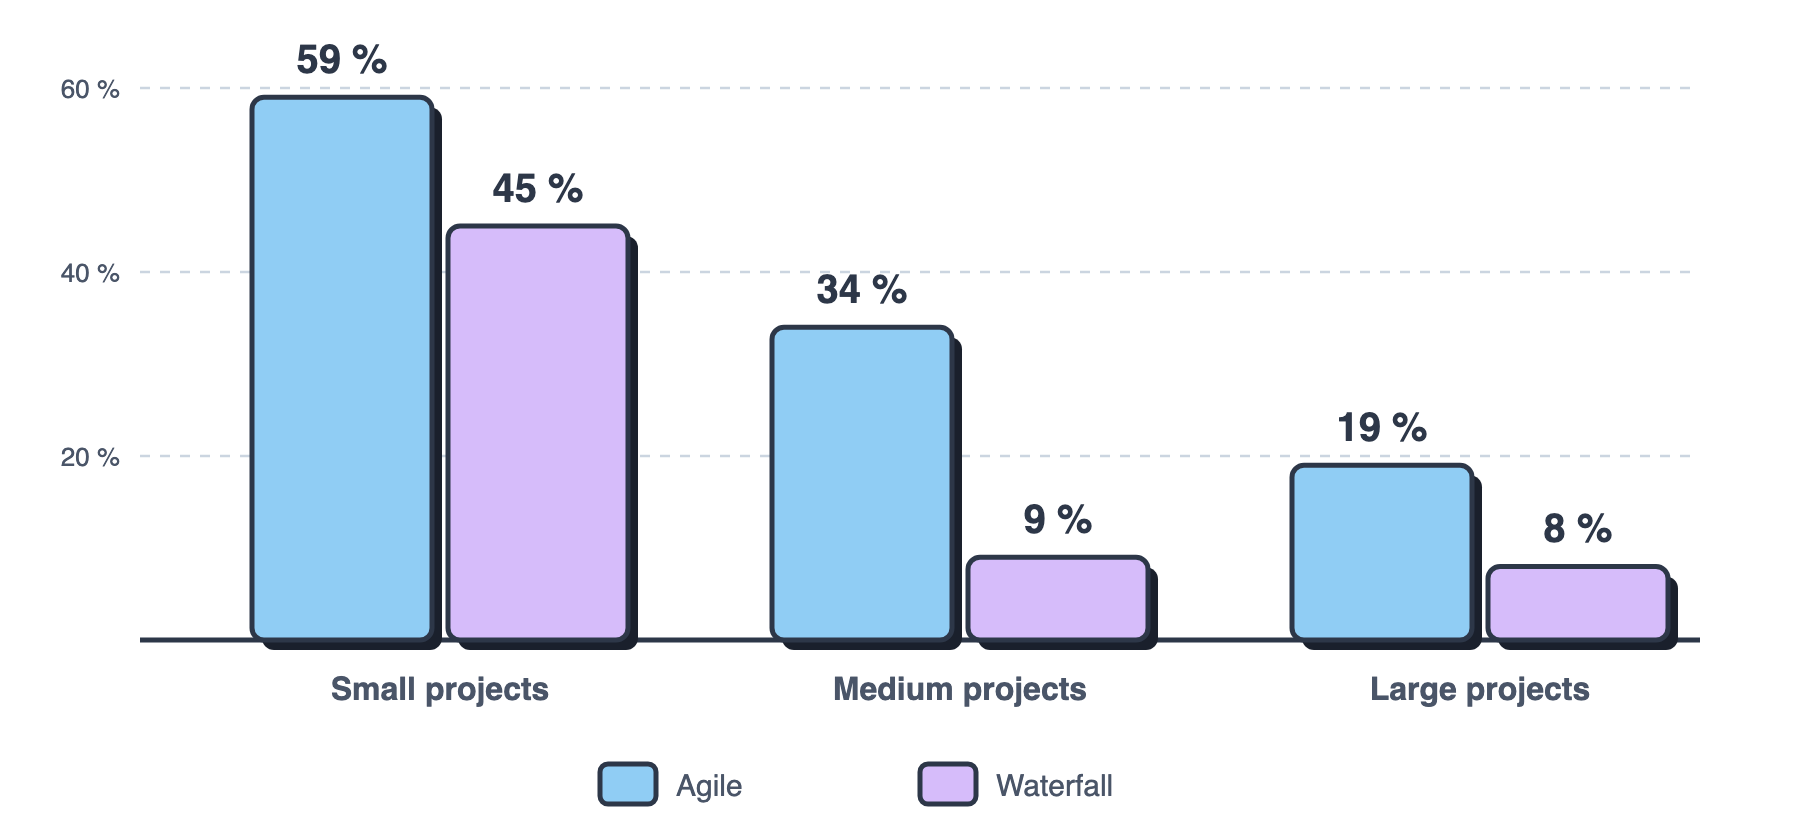 59 %
60 %
45 %
40 %
34 %
19 %
20 %
9 %
8 %
Small projects
Medium projects
Large projects
Agile
Waterfall